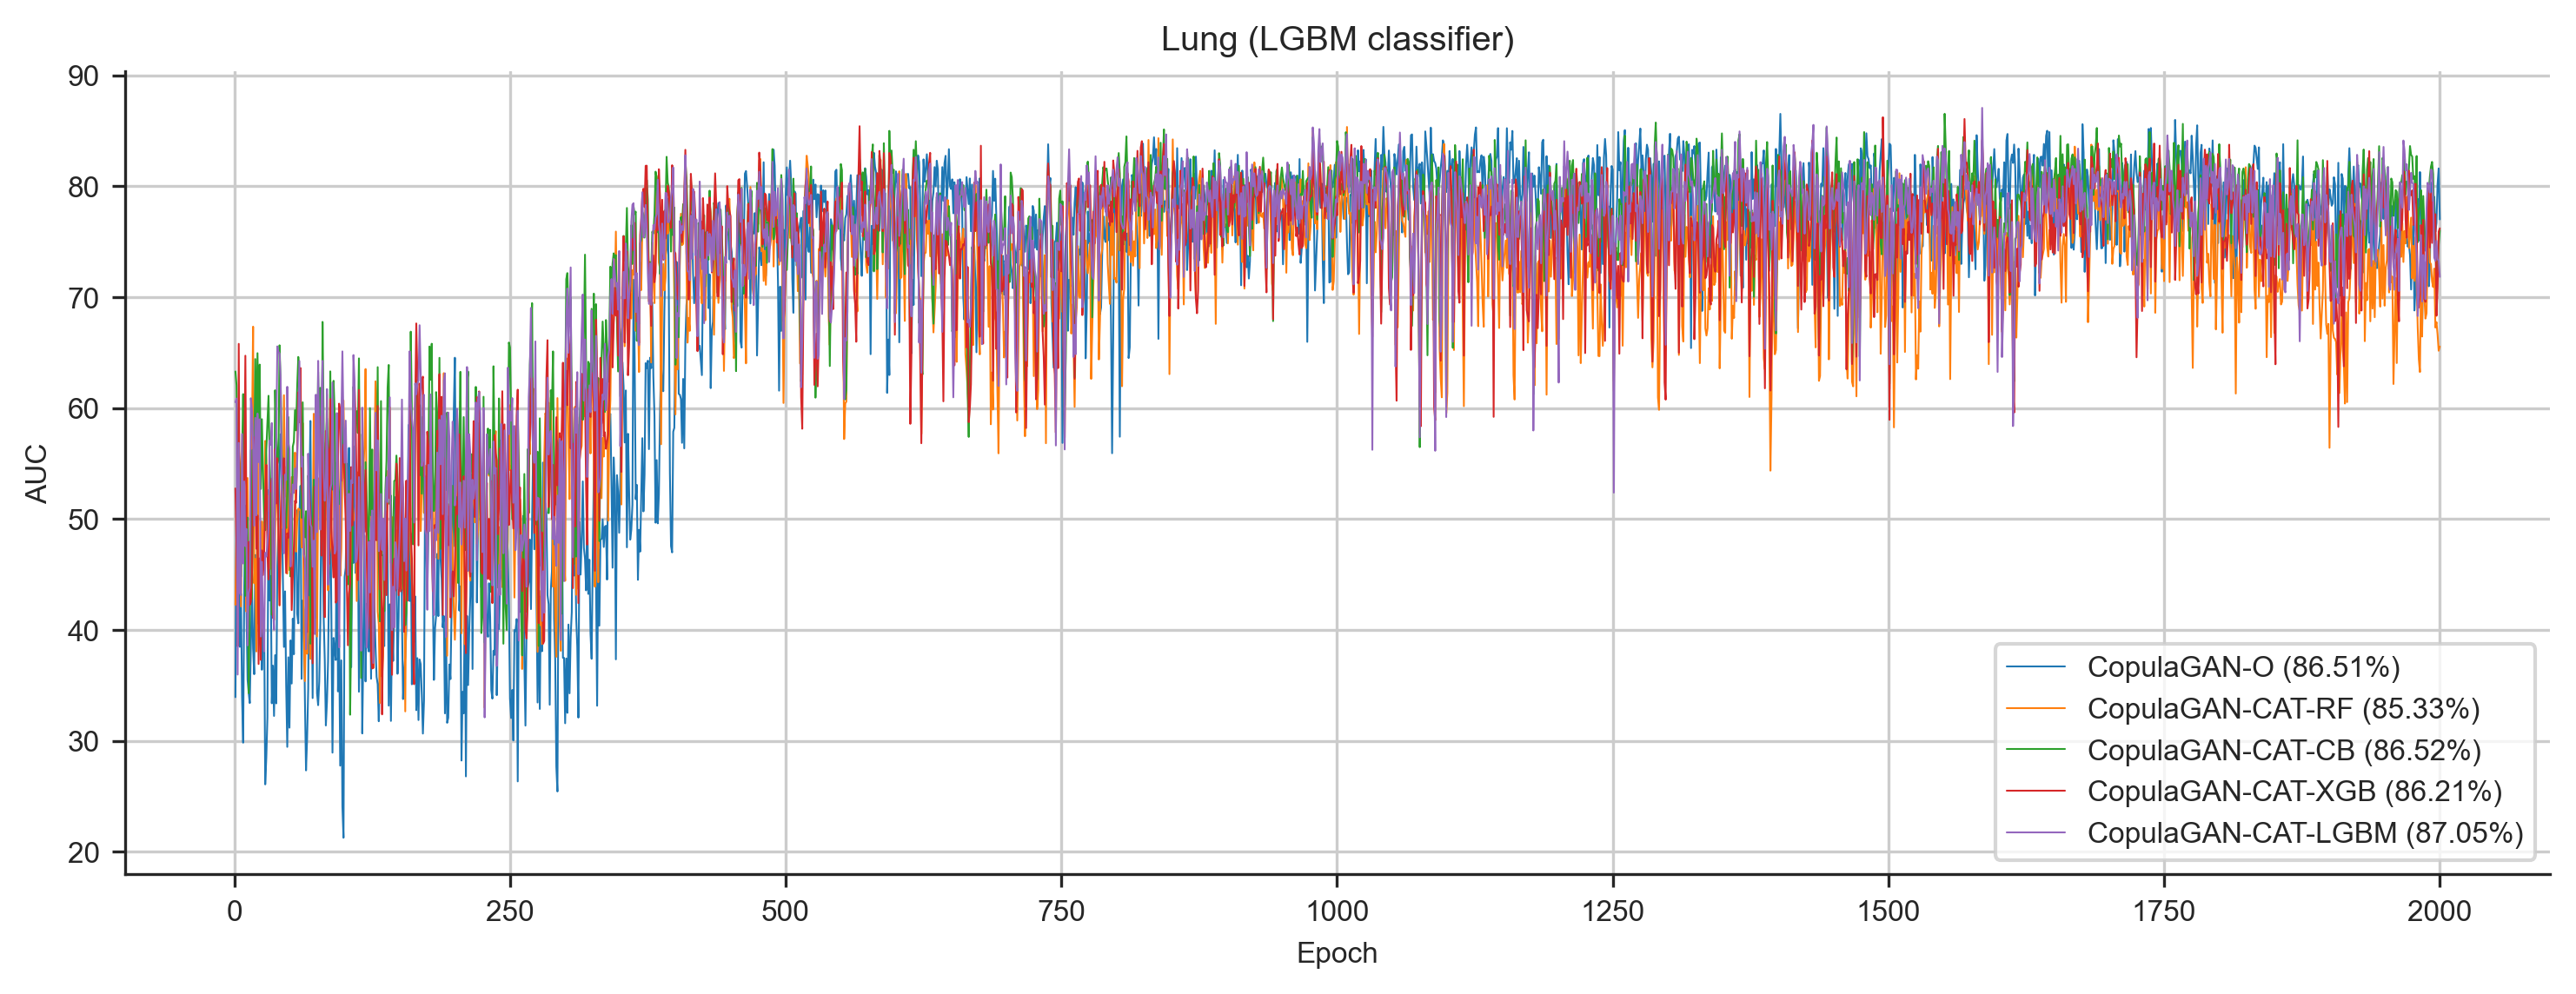 Lung (LGBM classifier)
90
80
70
60
50
40
30
20
AUC
0 250 500 750 1000 1250 1500 1750 2000
Epoch
CopulaGAN-O (86.51%)
CopulaGAN-CAT-RF (85.33%)
CopulaGAN-CAT-CB (86.52%)
CopulaGAN-CAT-XGB (86.21%)
CopulaGAN-CAT-LGBM (87.05%)